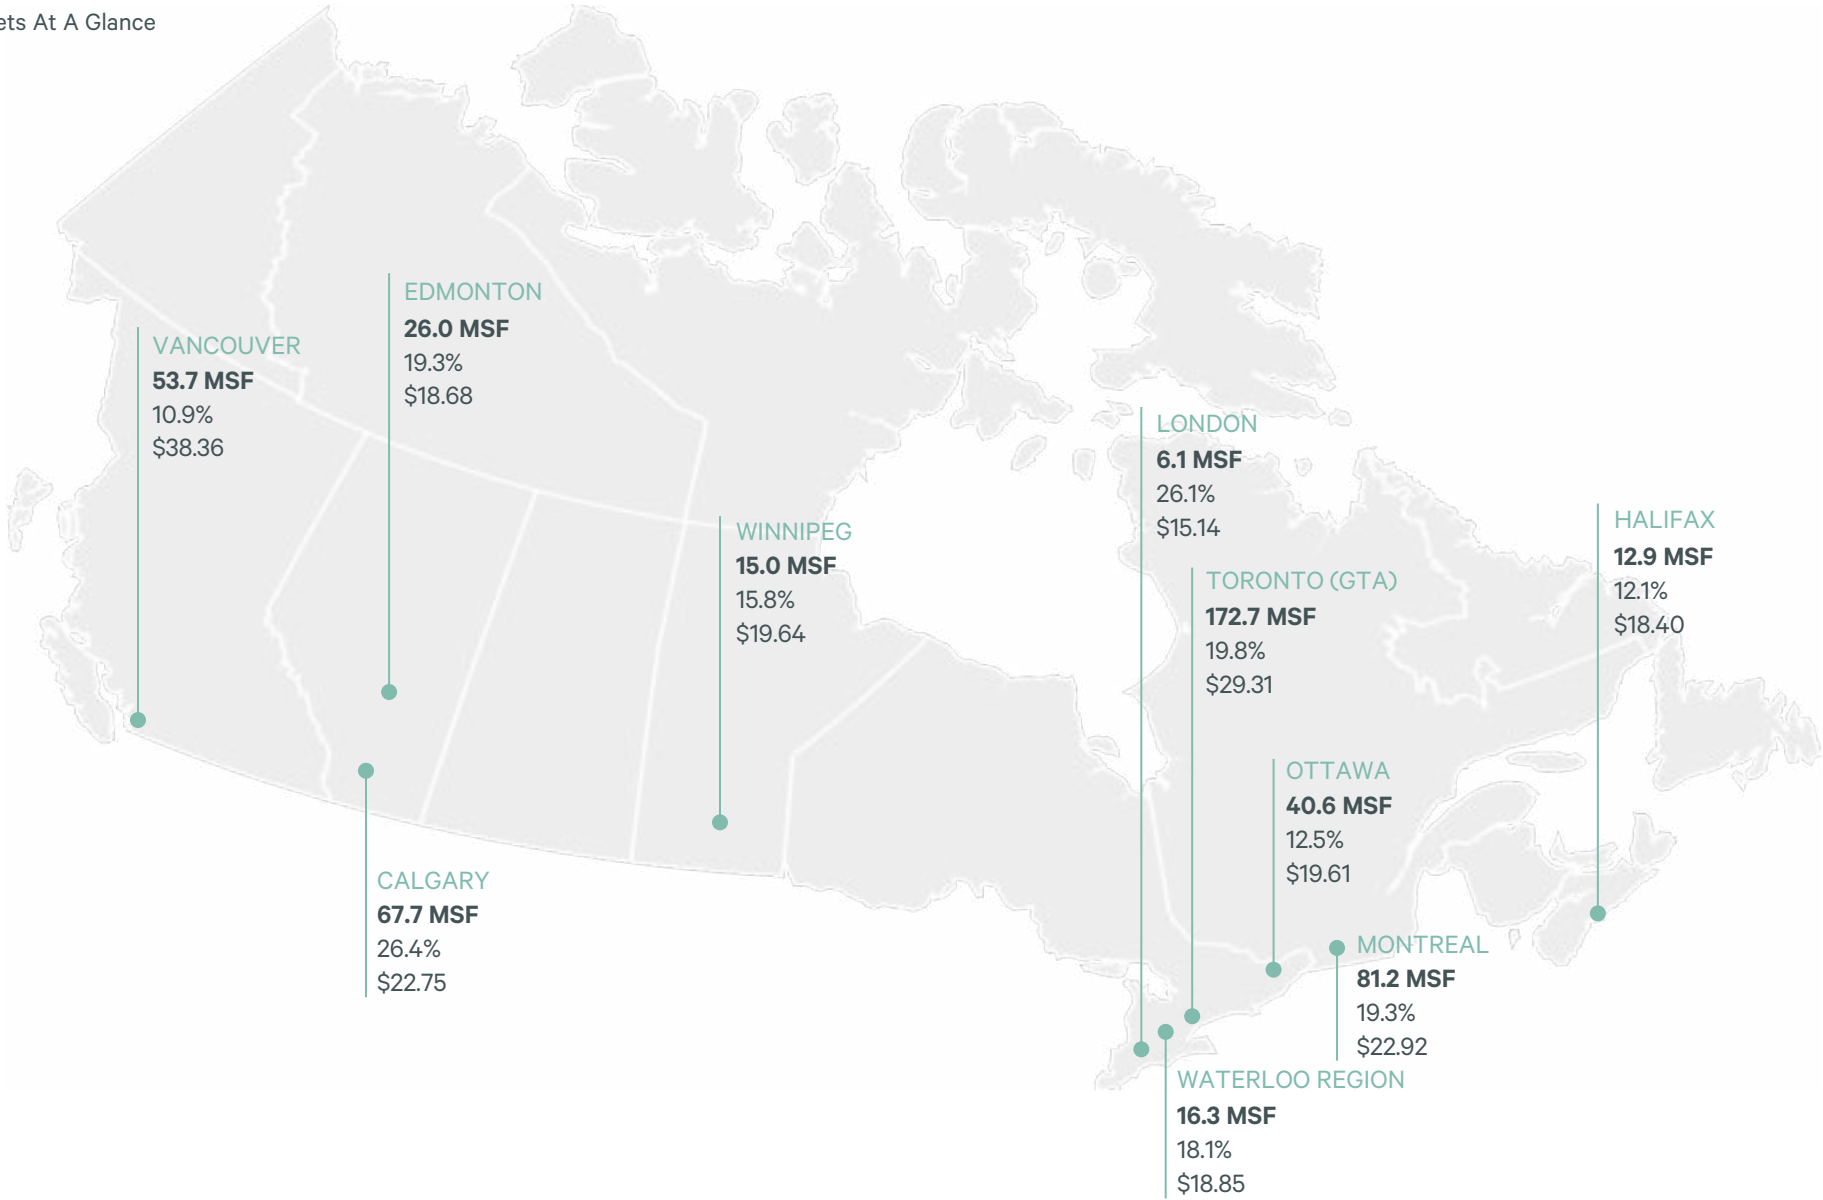 At A Glance
EDMONTON
26.0 MSF
19.3%
$18.68
VANCOUVER
53.7 MSF
10.9%
$38.36
LONDON
6.1 MSF
26.1%
$15.14
WINNIPEG
15.0 MSF
15.8%
$19.64
HALIFAX
12.9 MSF
12.1%
$18.40
TORONTO (GTA)
172.7 MSF
19.8%
$29.31
OTTAWA
40.6 MSF
12.5%
$19.61
CALGARY
67.7 MSF
26.4%
$22.75
MONTREAL
81.2 MSF
19.3%
$22.92
WATERLOO REGION
16.3 MSF
18.1%
$18.85